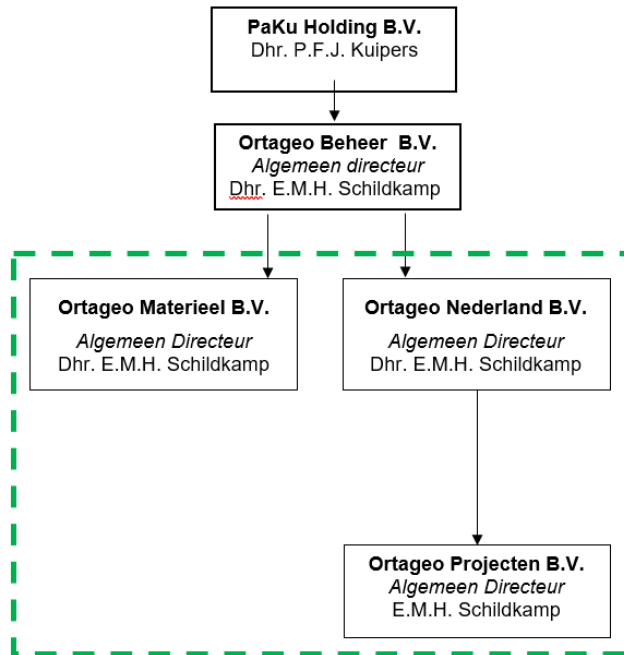 PaKu Holding B.V.
Dhr. P.F.J. Kuipers
Ortageo Beheer B.V.
Algemeen directeur
Dhr. E.M.H. Schildkamp
Ortageo Materieel B.V.
Algemeen Directeur
Dhr. E.M.H. Schildkamp
Ortageo Nederland B.V.
Algemeen Directeur
Dhr. E.M.H. Schildkamp
Ortageo Projecten B.V.
Algemeen Directeur
E.M.H. Schildkamp